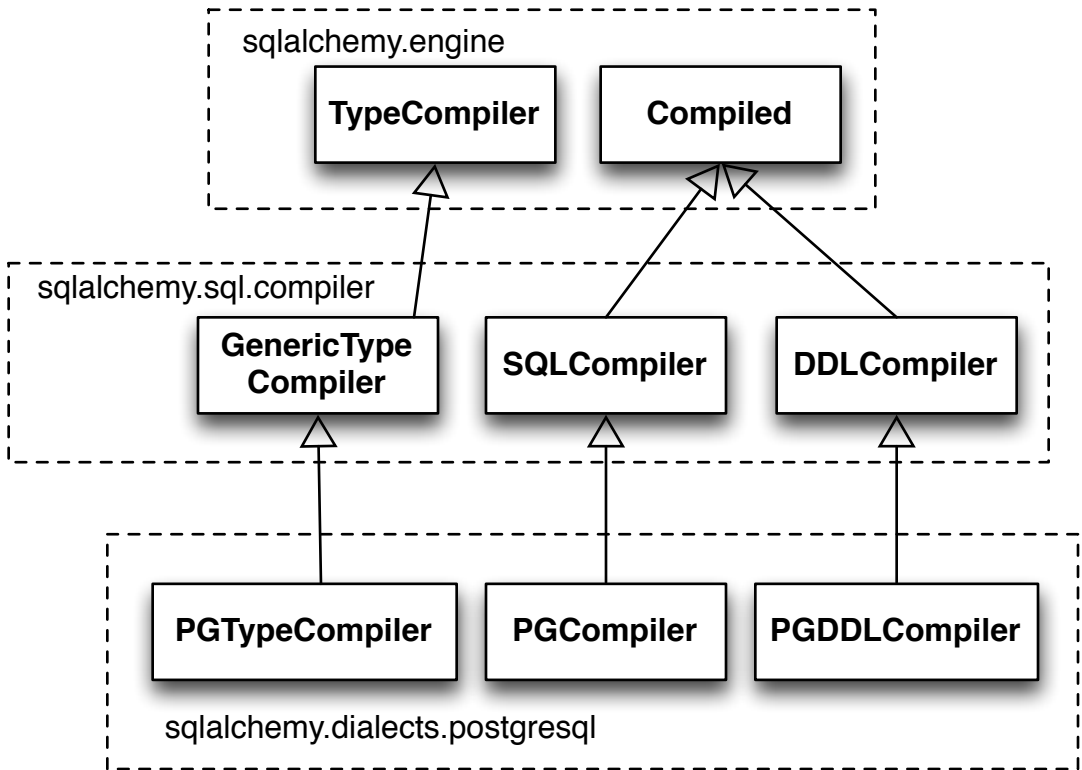 sqlalchemy.engine
TypeCompiler
Compiled
sqlalchemy.sql.compiler
GenericType
Compiler
SQLCompiler
DDLCompiler
PGTypeCompiler
PGCompiler
PGDDLCompiler
sqlalchemy.dialects.postgresql